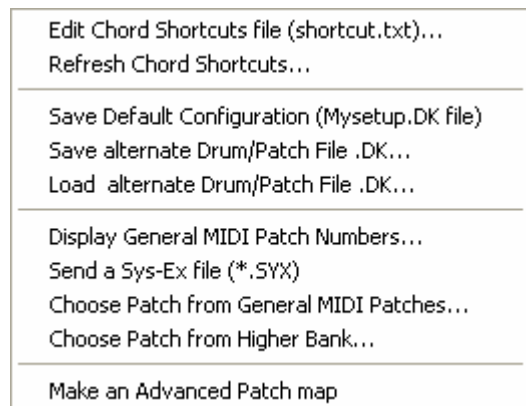 Edit Chord Shortcuts file (shortcut.txt)...
Refresh Chord Shortcuts...
Save Default Configuration (Mysetup.DK file)
Save alternate Drum/Patch File .DK...
Load  alternate Drum/Patch File .DK...
Display General MIDI Patch Numbers...
Send a Sys-Ex file (*.SYX)
Choose Patch from General MIDI Patches...
Choose Patch from Higher Bank...
Make an Advanced Patch map